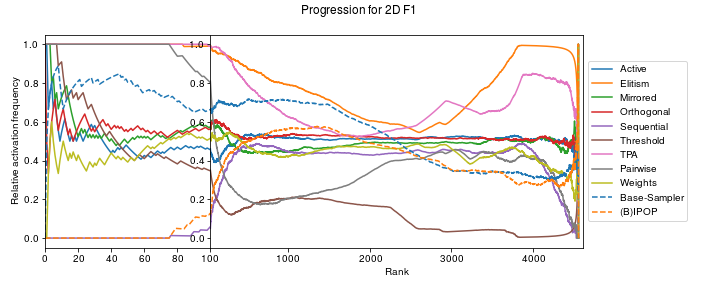 Progression for 2D F1
Relative activation frequency
1.0
0.8
0.6
0.4
0.2
0.0
1.0
0.8
0.6
0.4
0.2
0.0
0 20 40 60 80 100 1000 2000 3000 4000
Rank
Active
Elitism
Mirrored
Orthogonal
Sequential
Threshold
TPA
Pairwise
Weights
Base-Sampler
(B)IPOP